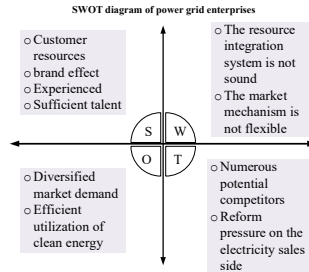 SWOT diagram of power grid enterprises
o Customer
resources
o brand effect
o Experienced
o Sufficient talent
o The resource
integration
system is not
sound
o The market
mechanism is
not flexible
S
W
O
T
o Diversified
market demand
o Efficient
utilization of
clean energy
o Numerous
potential
competitors
o Reform
pressure on the
electricity sales
side